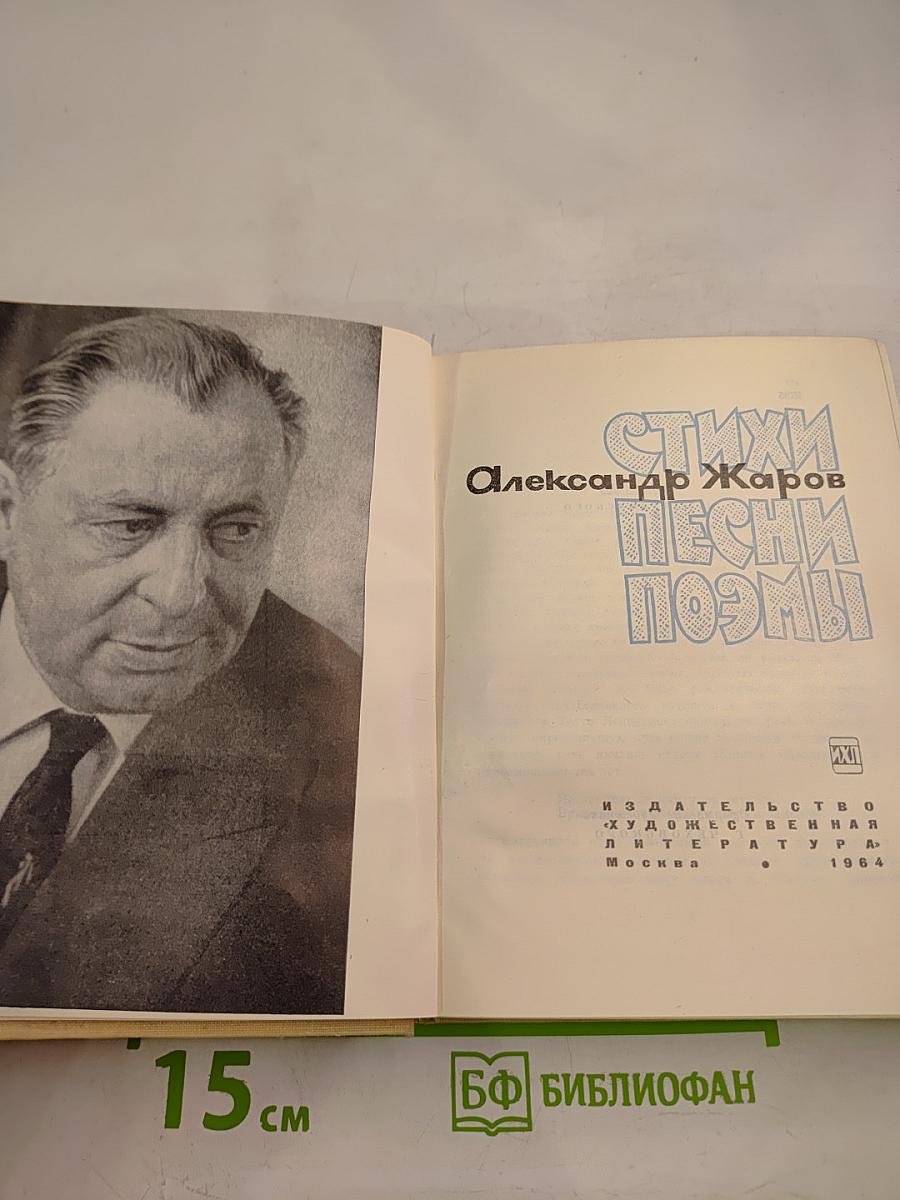 СТИХИ
Александр Жаров
ПЕСНИ
ПОЭМЫ
ИХЛ
ИЗДАТЕЛЬСТВО
«ХУДОЖЕСТВЕННАЯ
ЛИТЕРАТУРА»
Москва • 1964
15 см
БФ БИБЛИОФАН